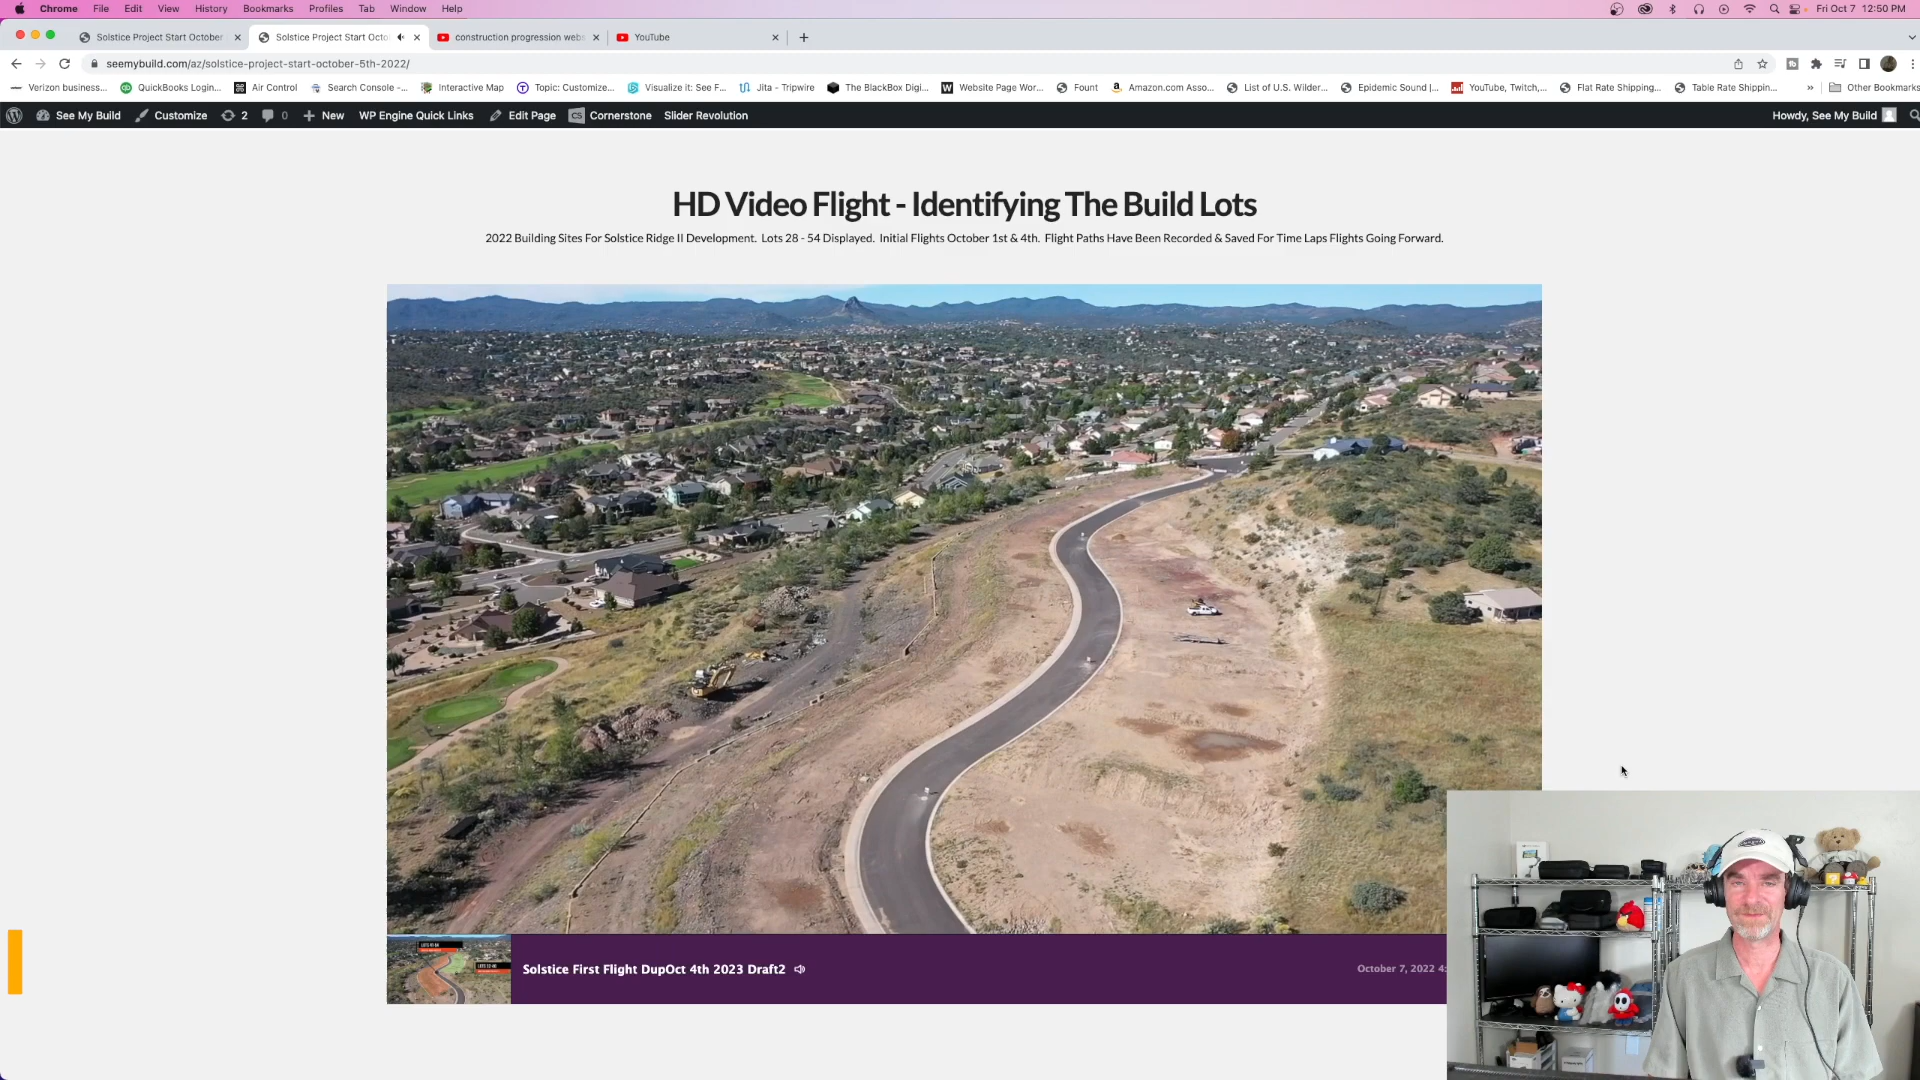 Chrome File Edit View History Bookmarks Profiles Tab Window Help Fri Oct 7 12:50 PM
Solstice Project Start October Solstice Project Start Octo construction progression webs YouTube
seemybuild.com/az/solstice-project-start-october-5th-2022/
Verizon business... QuickBooks Login... Air Control Search Console -... Interactive Map Topic: Customize... Visualize it: See F... Jita - Tripwire The BlackBox Digi... Website Page Wor... Fount Amazon.com Asso... List of U.S. Wilder... Epidemic Sound |... YouTube, Twitch,... Flat Rate Shipping... Table Rate Shippin... » Other Bookmarks
See My Build Customize 2 0 New WP Engine Quick Links Edit Page CS Cornerstone Slider Revolution Howdy, See My Build
HD Video Flight - Identifying The Build Lots
2022 Building Sites For Solstice Ridge II Development. Lots 28 - 54 Displayed. Initial Flights October 1st & 4th. Flight Paths Have Been Recorded & Saved For Time Laps Flights Going Forward.
Solstice First Flight DupOct 4th 2023 Draft2 October 7, 2022 4: